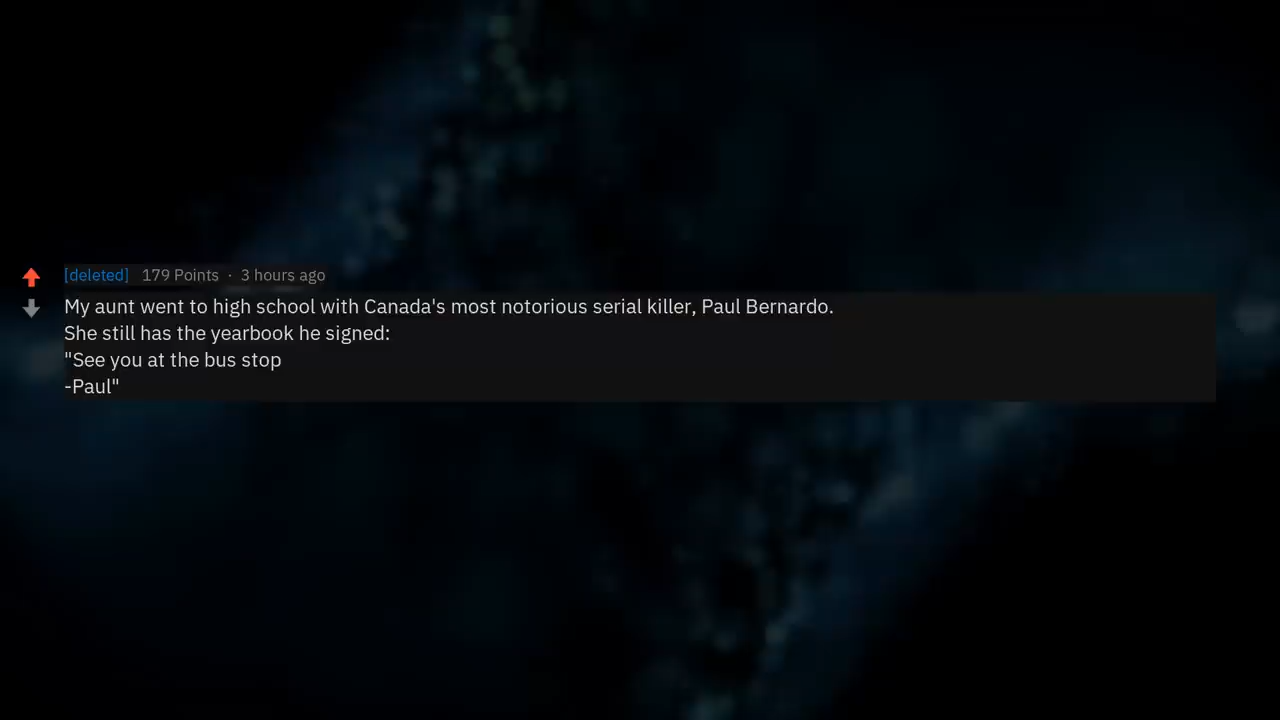 [deleted] 179 Points · 3 hours ago
My aunt went to high school with Canada's most notorious serial killer, Paul Bernardo.
She still has the yearbook he signed:
"See you at the bus stop
-Paul"